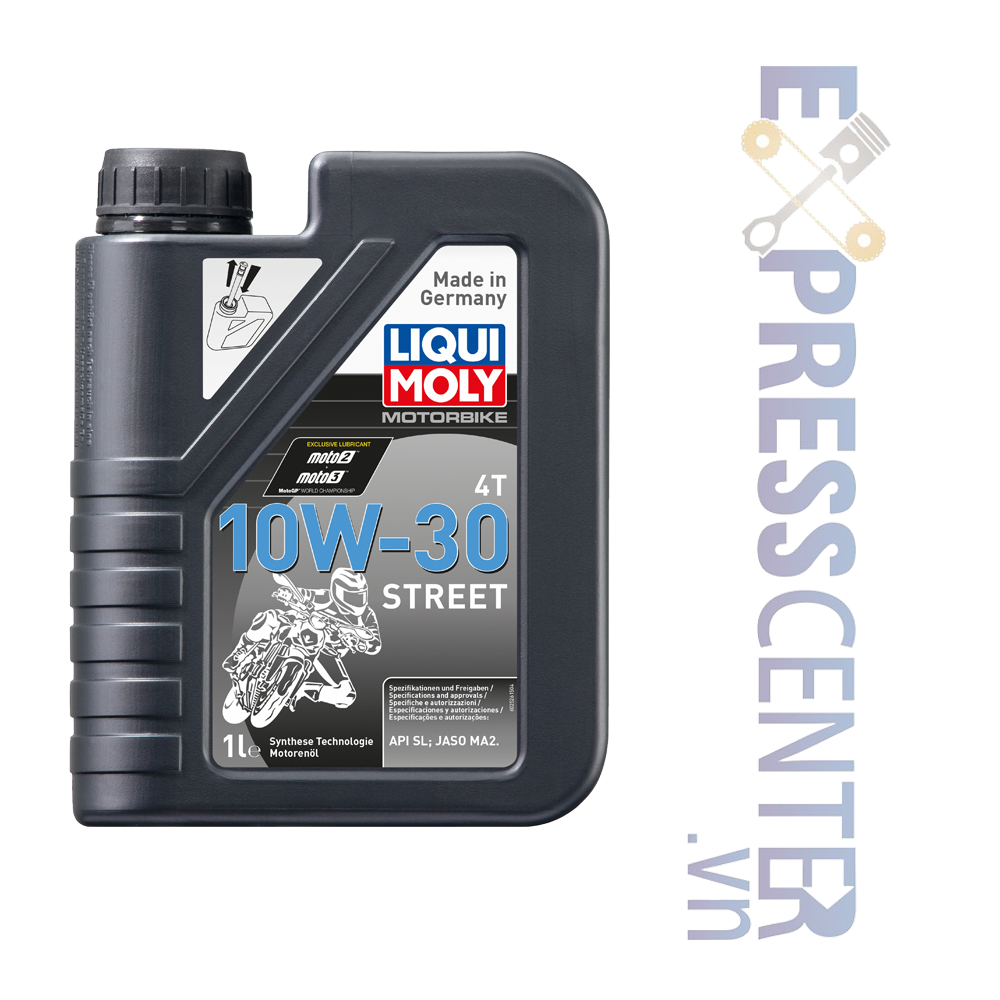 Made in
Germany
LIQUI
MOLY
MOTORBIKE
EXCLUSIVE LUBRICANT
moto2
moto3
MotoGP™ WORLD CHAMPIONSHIP
4T
10W-30
STREET
Spezifikationen und Freigaben /
Specifications and approvals /
Specifiche e autorizzazioni /
Especificaciones y autorizaciones /
Especificações e autorizações:
API SL; JASO MA2.
1L e
Synthese Technologie
Motorenöl
EXPRESSCENTER
.vn